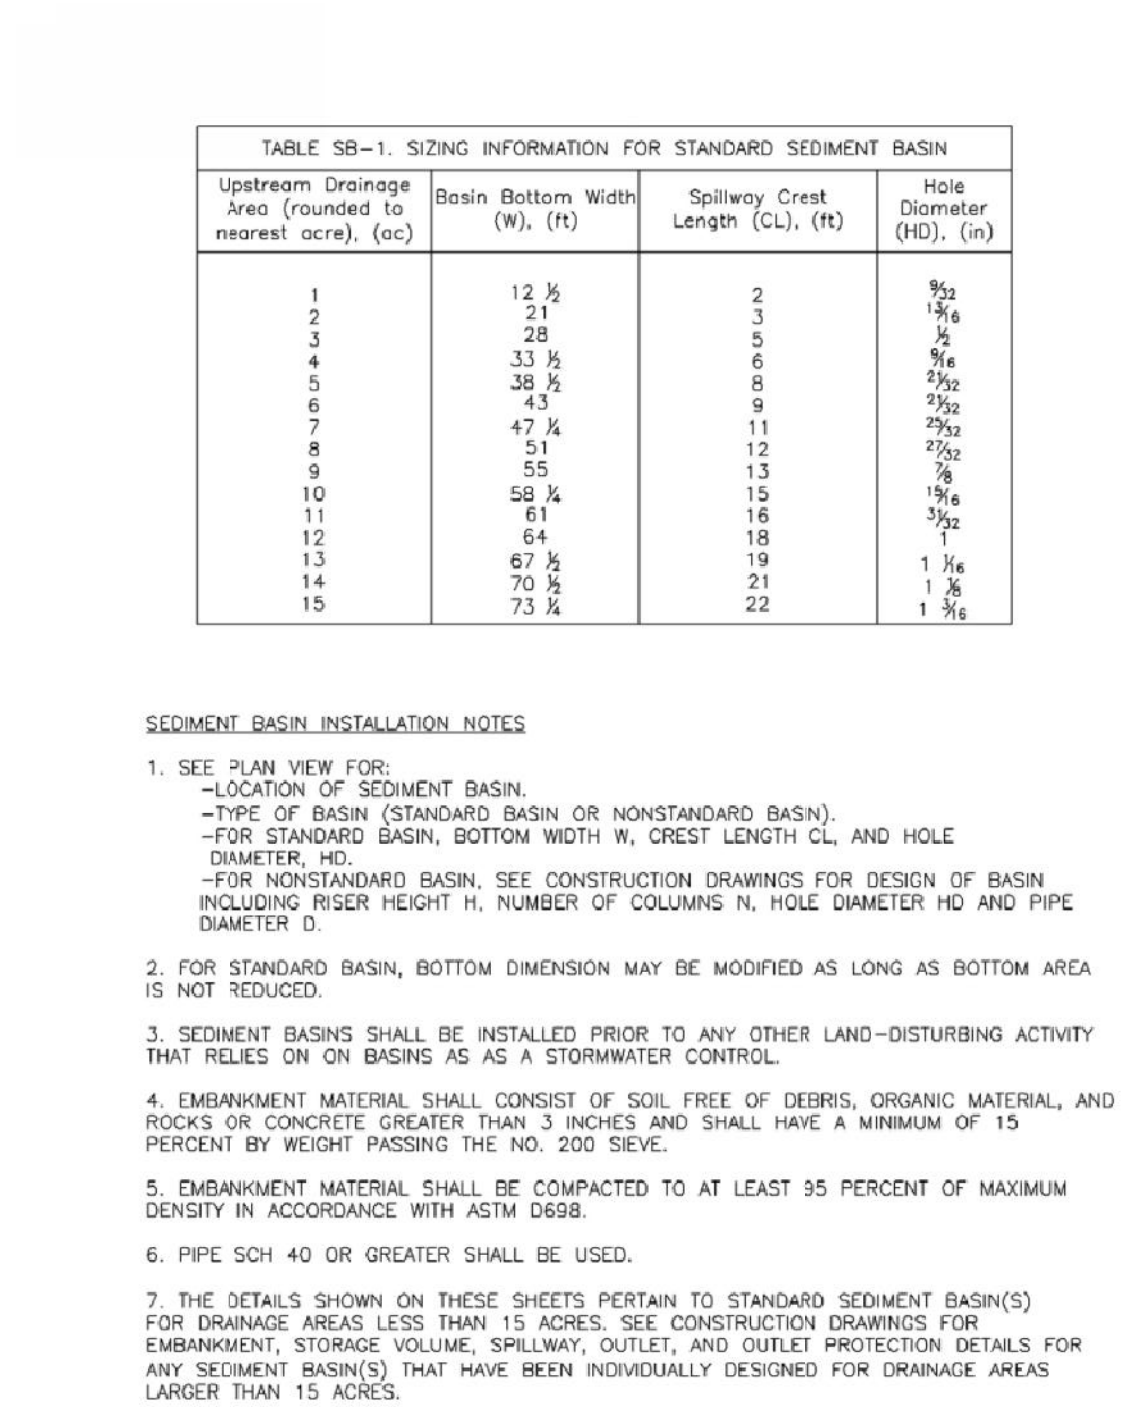 TABLE SB-1. SIZING INFORMATION FOR STANDARD SEDIMENT BASIN
Upstream Drainage Area (rounded to nearest acre), (ac) Basin Bottom Width (W), (ft) Spillway Crest Length (CL), (ft) Hole Diameter (HD), (in)
1 12 ½ 2 9/32
2 21 3 13/16
3 28 5 ½
4 33 ½ 6 9/16
5 38 ½ 8 21/32
6 43 9 21/32
7 47 ¼ 11 25/32
8 51 12 27/32
9 55 13 7/8
10 58 ¼ 15 15/16
11 61 16 31/32
12 64 18 1
13 67 ½ 19 1 1/16
14 70 ½ 21 1 1/8
15 73 ¼ 22 1 3/16
SEDIMENT BASIN INSTALLATION NOTES
1. SEE PLAN VIEW FOR:
-LOCATION OF SEDIMENT BASIN.
-TYPE OF BASIN (STANDARD BASIN OR NONSTANDARD BASIN).
-FOR STANDARD BASIN, BOTTOM WIDTH W, CREST LENGTH CL, AND HOLE
DIAMETER, HD.
-FOR NONSTANDARD BASIN, SEE CONSTRUCTION DRAWINGS FOR DESIGN OF BASIN
INCLUDING RISER HEIGHT H, NUMBER OF COLUMNS N, HOLE DIAMETER HD AND PIPE
DIAMETER D.
2. FOR STANDARD BASIN, BOTTOM DIMENSION MAY BE MODIFIED AS LONG AS BOTTOM AREA
IS NOT REDUCED.
3. SEDIMENT BASINS SHALL BE INSTALLED PRIOR TO ANY OTHER LAND-DISTURBING ACTIVITY
THAT RELIES ON ON BASINS AS AS A STORMWATER CONTROL.
4. EMBANKMENT MATERIAL SHALL CONSIST OF SOIL FREE OF DEBRIS, ORGANIC MATERIAL, AND
ROCKS OR CONCRETE GREATER THAN 3 INCHES AND SHALL HAVE A MINIMUM OF 15
PERCENT BY WEIGHT PASSING THE NO. 200 SIEVE.
5. EMBANKMENT MATERIAL SHALL BE COMPACTED TO AT LEAST 95 PERCENT OF MAXIMUM
DENSITY IN ACCORDANCE WITH ASTM D698.
6. PIPE SCH 40 OR GREATER SHALL BE USED.
7. THE DETAILS SHOWN ON THESE SHEETS PERTAIN TO STANDARD SEDIMENT BASIN(S)
FOR DRAINAGE AREAS LESS THAN 15 ACRES. SEE CONSTRUCTION DRAWINGS FOR
EMBANKMENT, STORAGE VOLUME, SPILLWAY, OUTLET, AND OUTLET PROTECTION DETAILS FOR
ANY SEDIMENT BASIN(S) THAT HAVE BEEN INDIVIDUALLY DESIGNED FOR DRAINAGE AREAS
LARGER THAN 15 ACRES.